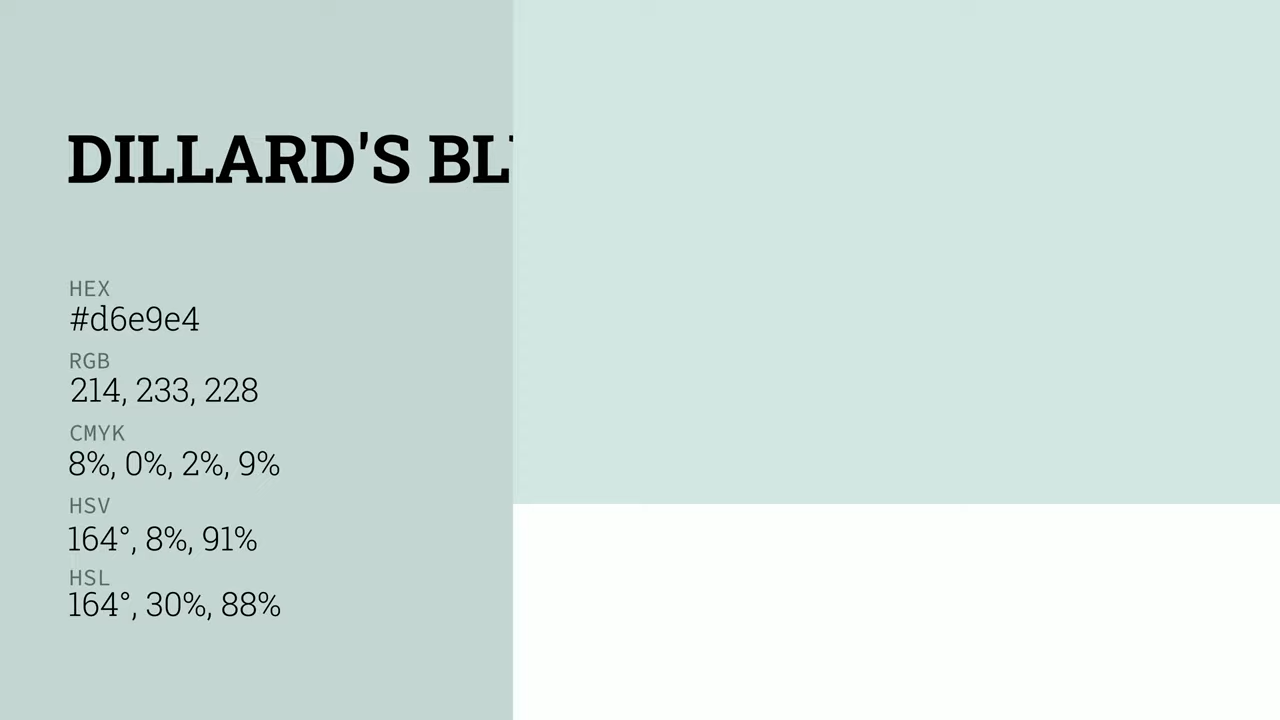 DILLARD'S BL
HEX
#d6e9e4
RGB
214, 233, 228
CMYK
8%, 0%, 2%, 9%
HSV
164°, 8%, 91%
HSL
164°, 30%, 88%